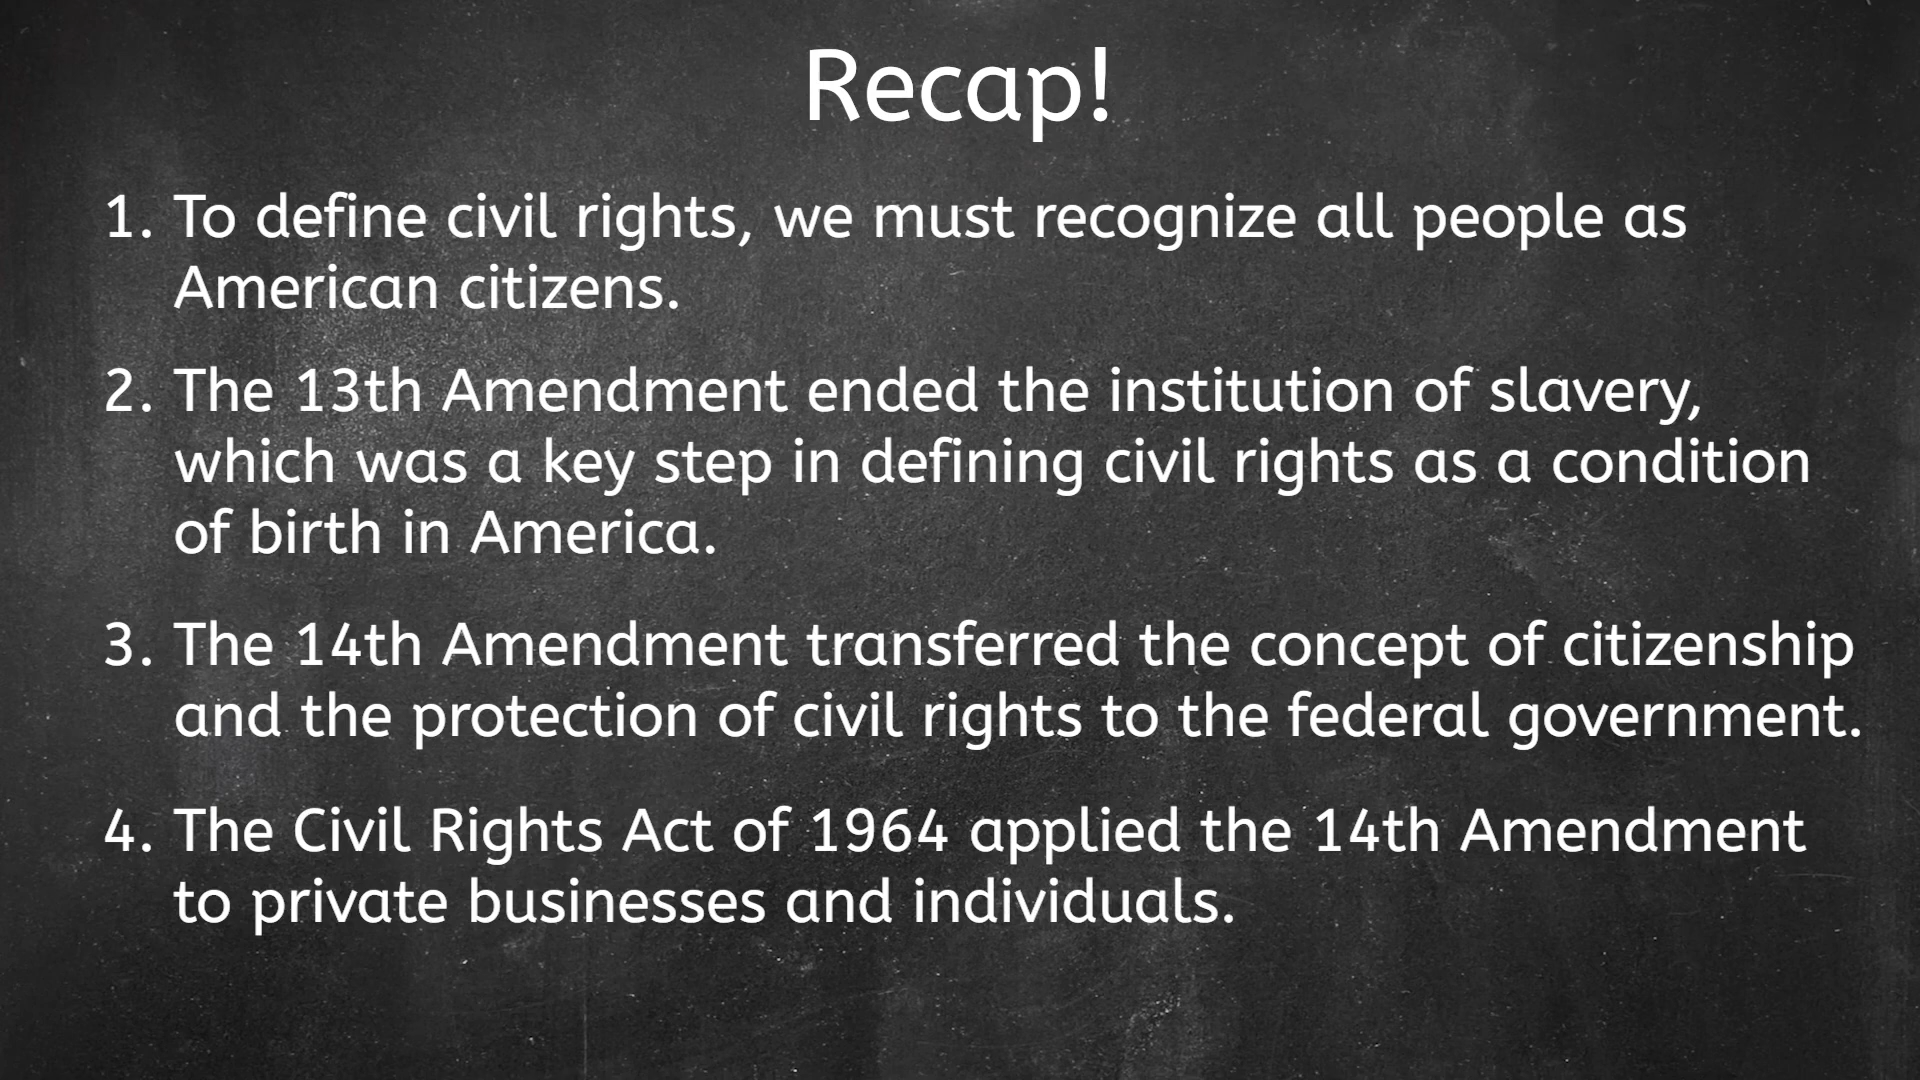 Recap!
1. To define civil rights, we must recognize all people as
American citizens.
2. The 13th Amendment ended the institution of slavery,
which was a key step in defining civil rights as a condition
of birth in America.
3. The 14th Amendment transferred the concept of citizenship
and the protection of civil rights to the federal government.
4. The Civil Rights Act of 1964 applied the 14th Amendment
to private businesses and individuals.